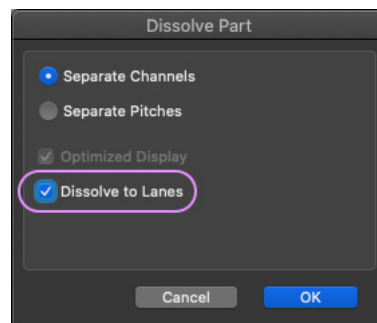 Dissolve Part
Separate Channels
Separate Pitches
Optimized Display
Dissolve to Lanes
Cancel
OK